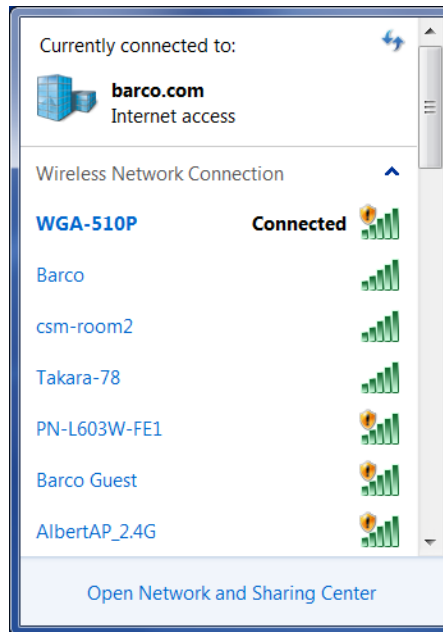 Currently connected to:
barco.com
Internet access
Wireless Network Connection
WGA-510P Connected
Barco
csm-room2
Takara-78
PN-L603W-FE1
Barco Guest
AlbertAP_2.4G
Open Network and Sharing Center